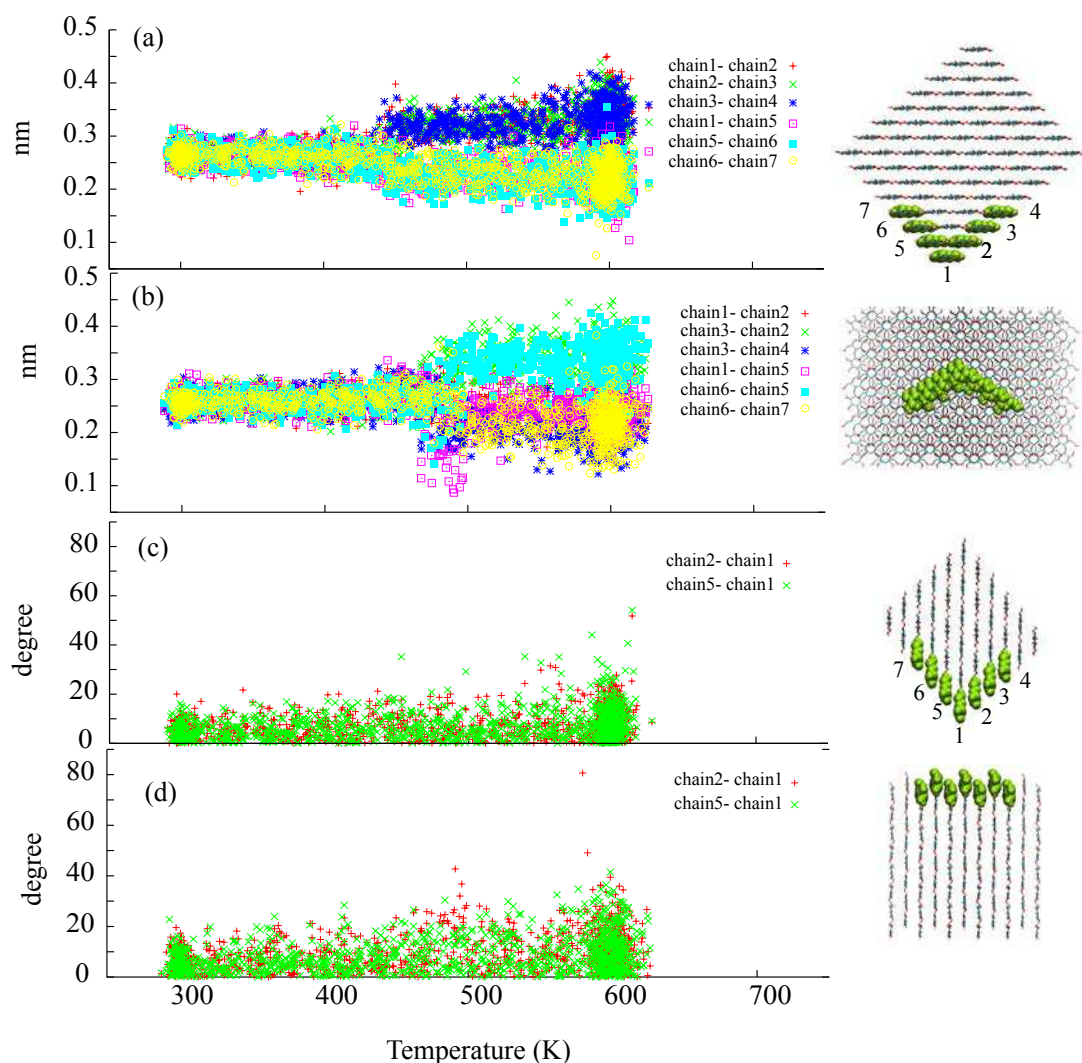 (a)
0.5
0.4
0.3
0.2
0.1
nm
chain1- chain2
chain2- chain3
chain3- chain4
chain1- chain5
chain5- chain6
chain6- chain7
7
6
5
1
2
3
4
(b)
0.5
0.4
0.3
0.2
0.1
nm
chain1- chain2
chain3- chain2
chain3- chain4
chain1- chain5
chain6- chain5
chain6- chain7
(c)
80
60
40
20
0
degree
chain2- chain1
chain5- chain1
7
6
5
1
2
3
4
(d)
80
60
40
20
0
degree
chain2- chain1
chain5- chain1
300 400 500 600 700
Temperature (K)